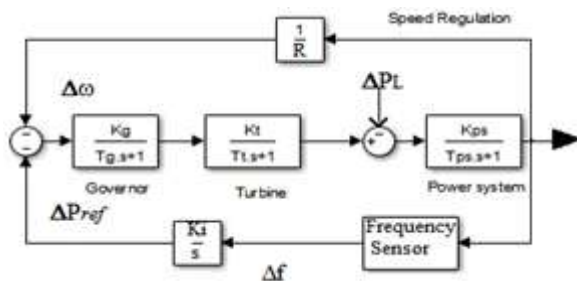 Speed Regulation
1
R
Δω
ΔPL
Kg
Tg.s+1
Kt
Tt.s+1
Kps
Tps.s+1
Governor
Turbine
Power system
ΔPref
Ki
s
Frequency
Sensor
Δf